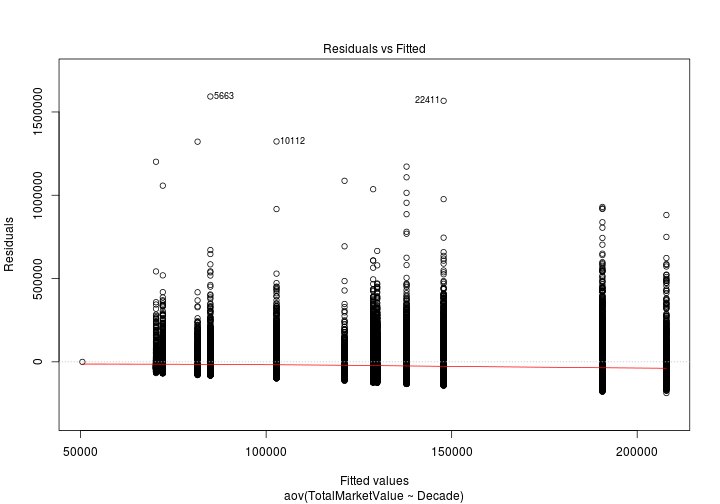 Residuals vs Fitted
1500000
1000000
500000
0
Residuals
5663
22411
10112
50000 100000 150000 200000
Fitted values
aov(TotalMarketValue ~ Decade)